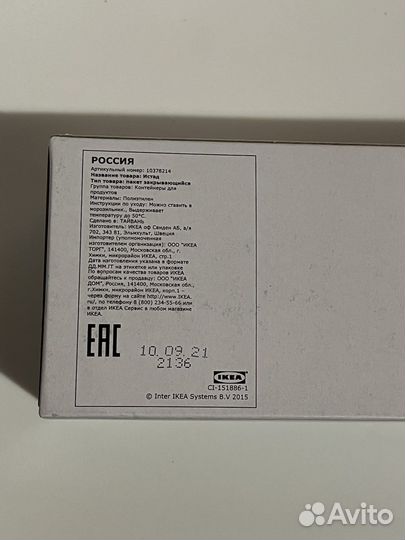 РОССИЯ
Артикульный номер: 10378214
Название товара: Истад
Тип товара: пакет закрывающийся
Группа товаров: Контейнеры для
продуктов
Материалы: Полиэтилен
Инструкции по уходу: Можно ставить в
морозильник., Выдерживает
температуру до 50°C.
Сделано в: ТАЙВАНЬ
Изготовитель: ИКЕА оф Свиден АБ, а/я
702, 343 81, Эльмхульт, Швеция
Импортер (уполномоченная
изготовителем организация): ООО "ИКЕА
ТОРГ", 141400, Московская область, г.
Химки, микрорайон ИКЕА, стр.1
Дата изготовления указана в формате
ДД.ММ.ГГ на этикетке или упаковке
По вопросам качества товаров ИКЕА
обращайтесь к продавцу: ООО "ИКЕА
ДОМ", Россия, 141400, Московская обл.,
г.Химки, микрорайон ИКЕА, корп.1 –
через форму на http://www.IKEA.
ru/, по телефону 8 (800) 234-55-66 или
в отдел ИКЕА Сервис в любом магазине
ИКЕА.
EAC
10.09.21
2136
IKEA
CI-151886-1
© Inter IKEA Systems B.V 2015
Avito